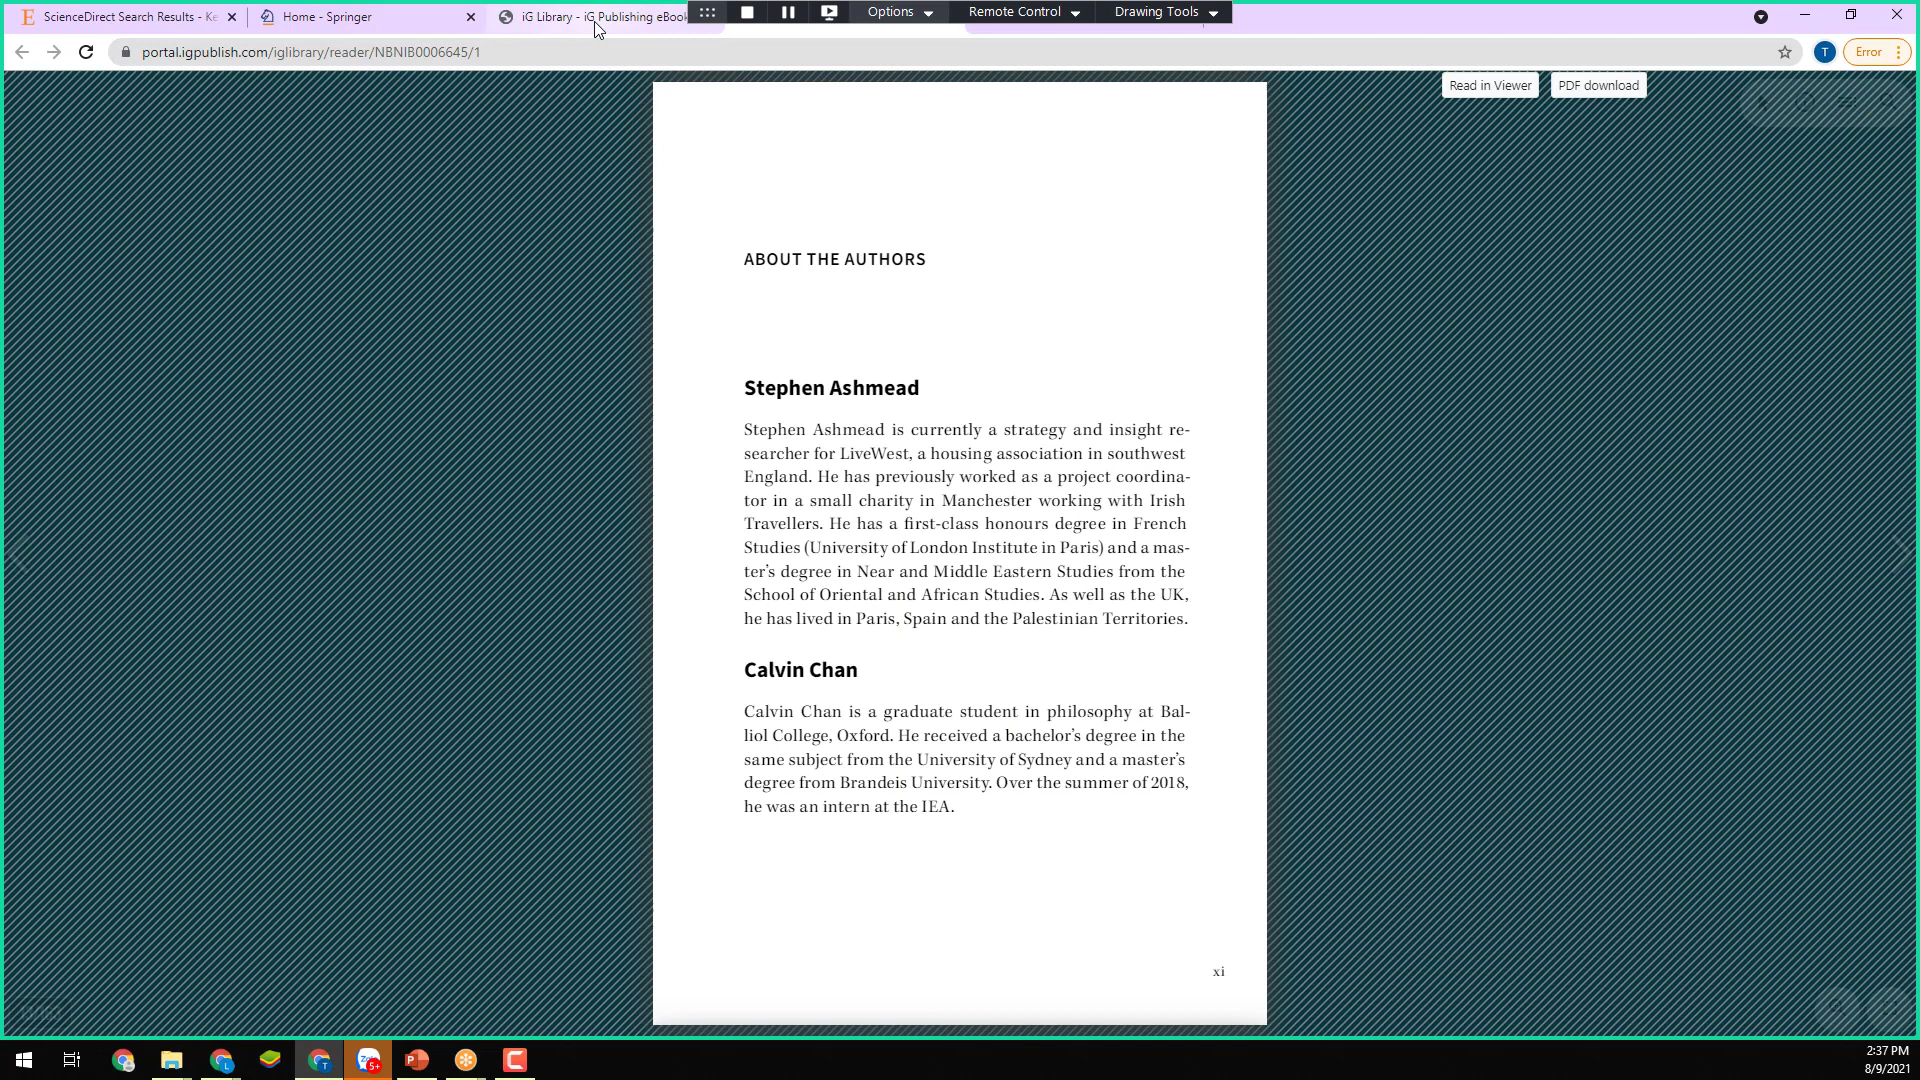 ScienceDirect Search Results - Ke
Home - Springer
iG Library - iG Publishing eBook
Options
Remote Control
Drawing Tools
portal.igpublish.com/iglibrary/reader/NBNIB0006645/1
T
Error
Read in Viewer
PDF download
ABOUT THE AUTHORS
Stephen Ashmead
Stephen Ashmead is currently a strategy and insight re-
searcher for LiveWest, a housing association in southwest
England. He has previously worked as a project coordina-
tor in a small charity in Manchester working with Irish
Travellers. He has a first-class honours degree in French
Studies (University of London Institute in Paris) and a mas-
ter’s degree in Near and Middle Eastern Studies from the
School of Oriental and African Studies. As well as the UK,
he has lived in Paris, Spain and the Palestinian Territories.
Calvin Chan
Calvin Chan is a graduate student in philosophy at Bal-
liol College, Oxford. He received a bachelor’s degree in the
same subject from the University of Sydney and a master’s
degree from Brandeis University. Over the summer of 2018,
he was an intern at the IEA.
xi
2:37 PM
8/9/2021